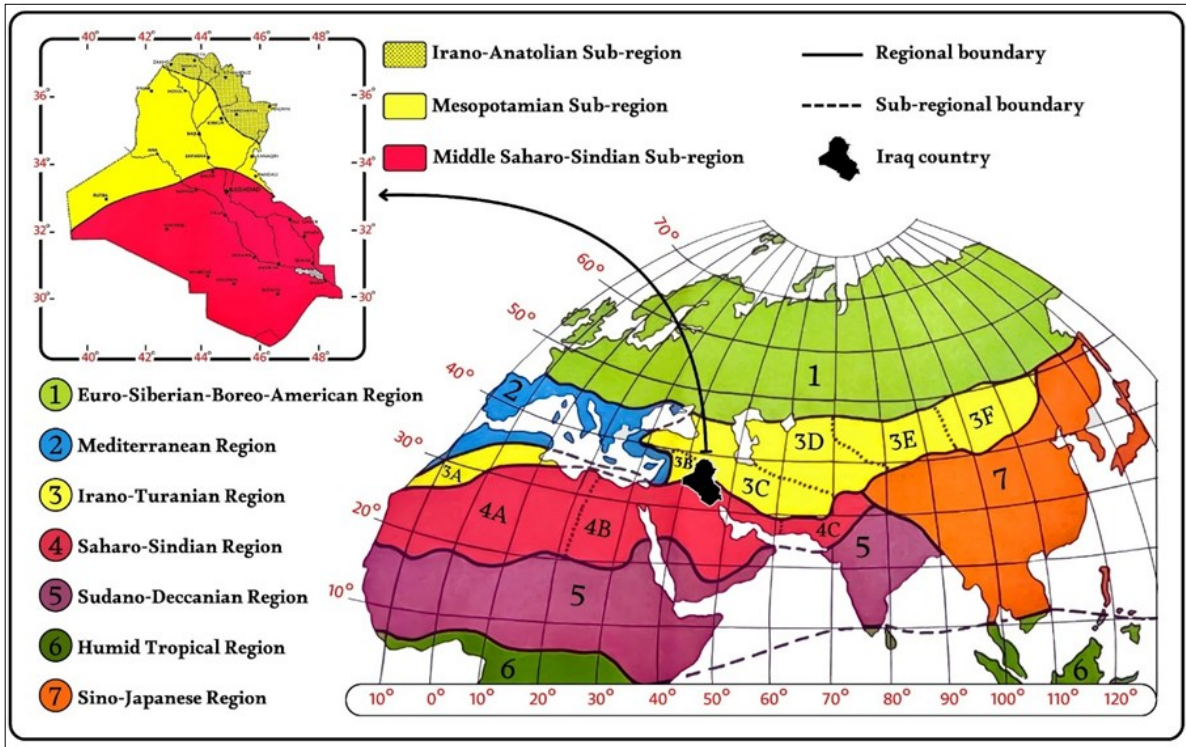 40° 42° 44° 46° 48°
36° 36°
34° 34°
32° 32°
30° 30°
40° 42° 44° 46° 48°
BAGHDAD
Irano-Anatolian Sub-region
Mesopotamian Sub-region
Middle Saharo-Sindian Sub-region
Regional boundary
Sub-regional boundary
Iraq country
1 Euro-Siberian-Boreo-American Region
2 Mediterranean Region
3 Irano-Turanian Region
4 Saharo-Sindian Region
5 Sudano-Deccanian Region
6 Humid Tropical Region
7 Sino-Japanese Region
70°
60°
50°
40°
30°
20°
10°
1
2
3D 3E 3F
3A 3B 3C
7
4A 4B 4C
5 5
6 6
10° 0° 10° 20° 30° 40° 50° 60° 70° 80° 90° 100° 110° 120°